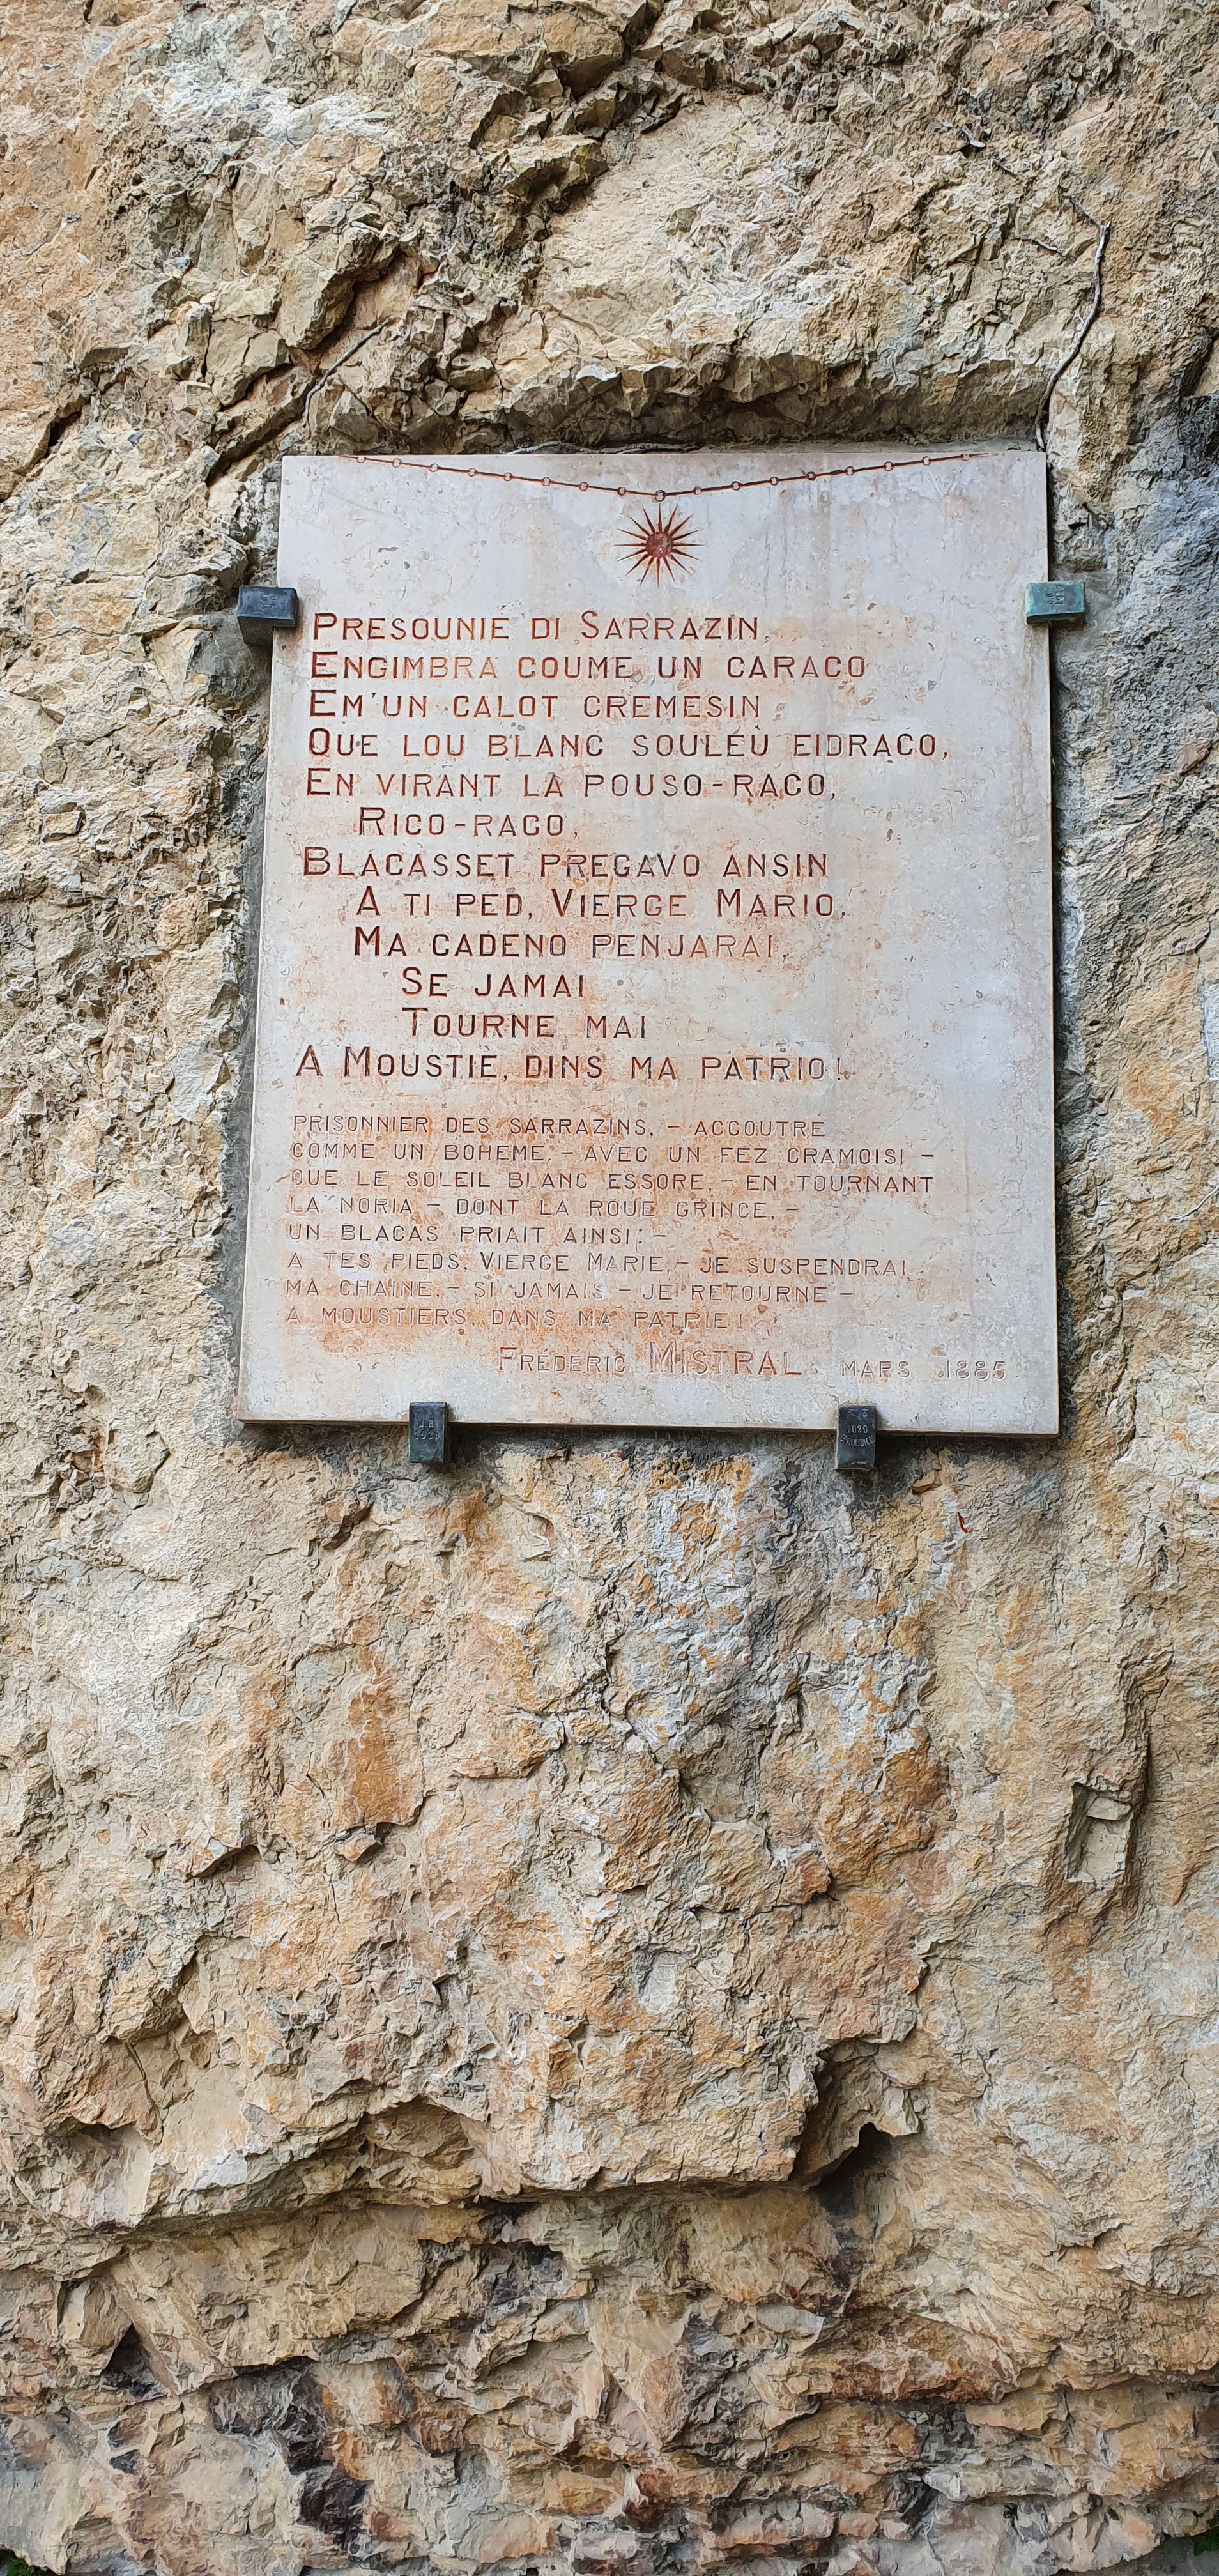 PRESOUNIÉ DI SARRAZIN,
ENGIMBRA COUME UN CARACO
EM'UN CALOT CREMESIN
QUE LOU BLANC SOULÈU EIDRACO,
EN VIRANT LA POUSO-RACO,
RICO-RACO,
BLACASSET PREGAVO ANSIN
A TI PED, VIERGE MARIO,
MA CADENO PENJARAI,
SE JAMAI
TOURNE MAI
A MOUSTIÉ, DINS MA PATRIO!
PRISONNIER DES SARRAZINS, – ACCOUTRE
COMME UN BOHEME, – AVEC UN FEZ CRAMOISI –
QUE LE SOLEIL BLANC ESSORE, – EN TOURNANT
LA NORIA – DONT LA ROUE GRINCE, –
UN BLACAS PRIAIT AINSI: –
A TES PIEDS, VIERGE MARIE, – JE SUSPENDRAI
MA CHAINE, – SI JAMAIS – JE RETOURNE –
A MOUSTIERS, DANS MA PATRIE!
FRÉDÉRIC MISTRAL MARS 1885